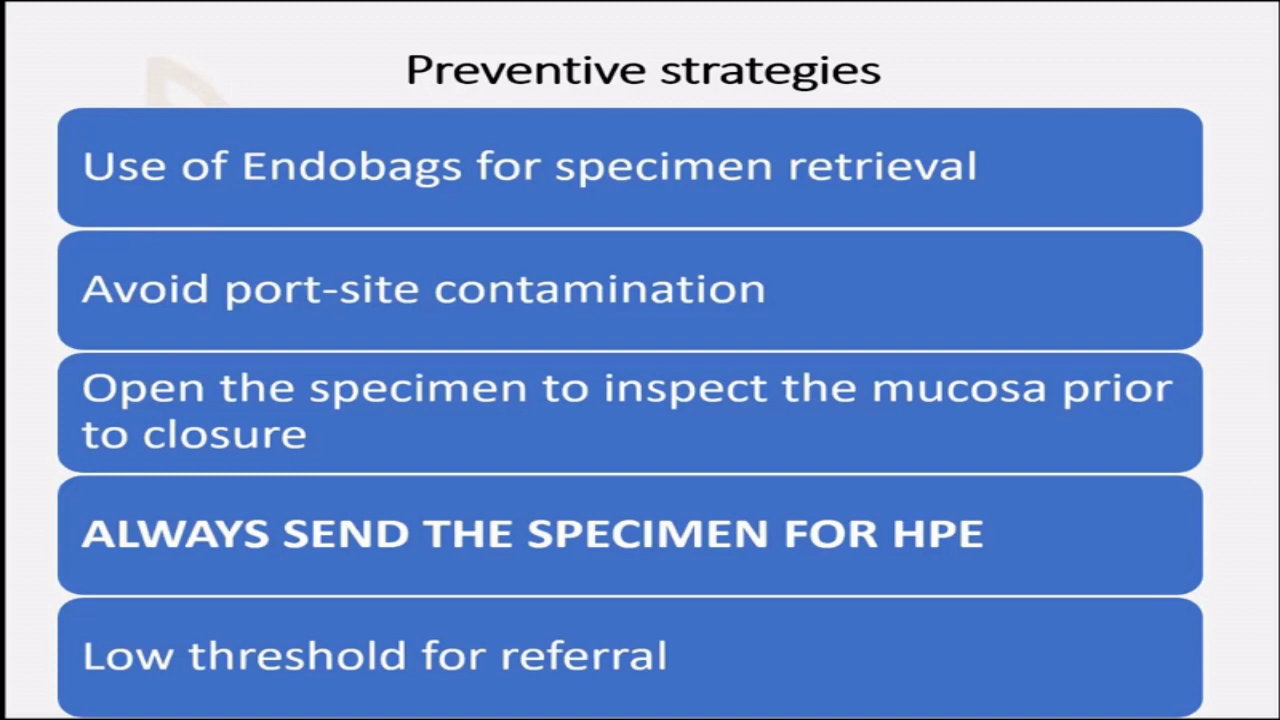 Preventive strategies
Use of Endobags for specimen retrieval
Avoid port-site contamination
Open the specimen to inspect the mucosa prior
to closure
ALWAYS SEND THE SPECIMEN FOR HPE
Low threshold for referral